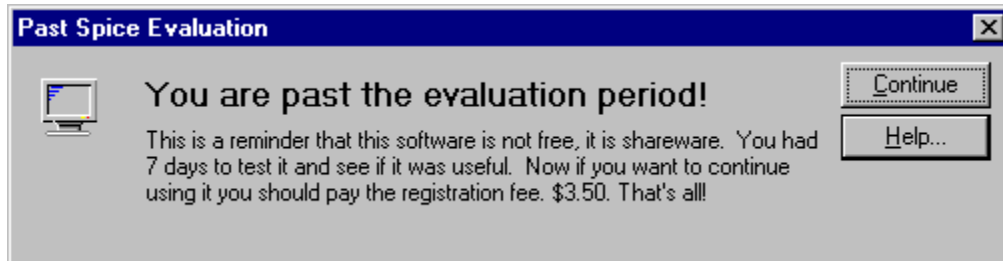 Past Spice Evaluation
You are past the evaluation period!
This is a reminder that this software is not free, it is shareware.  You had
7 days to test it and see if it was useful.  Now if you want to continue
using it you should pay the registration fee. $3.50. That's all!
Continue
Help...